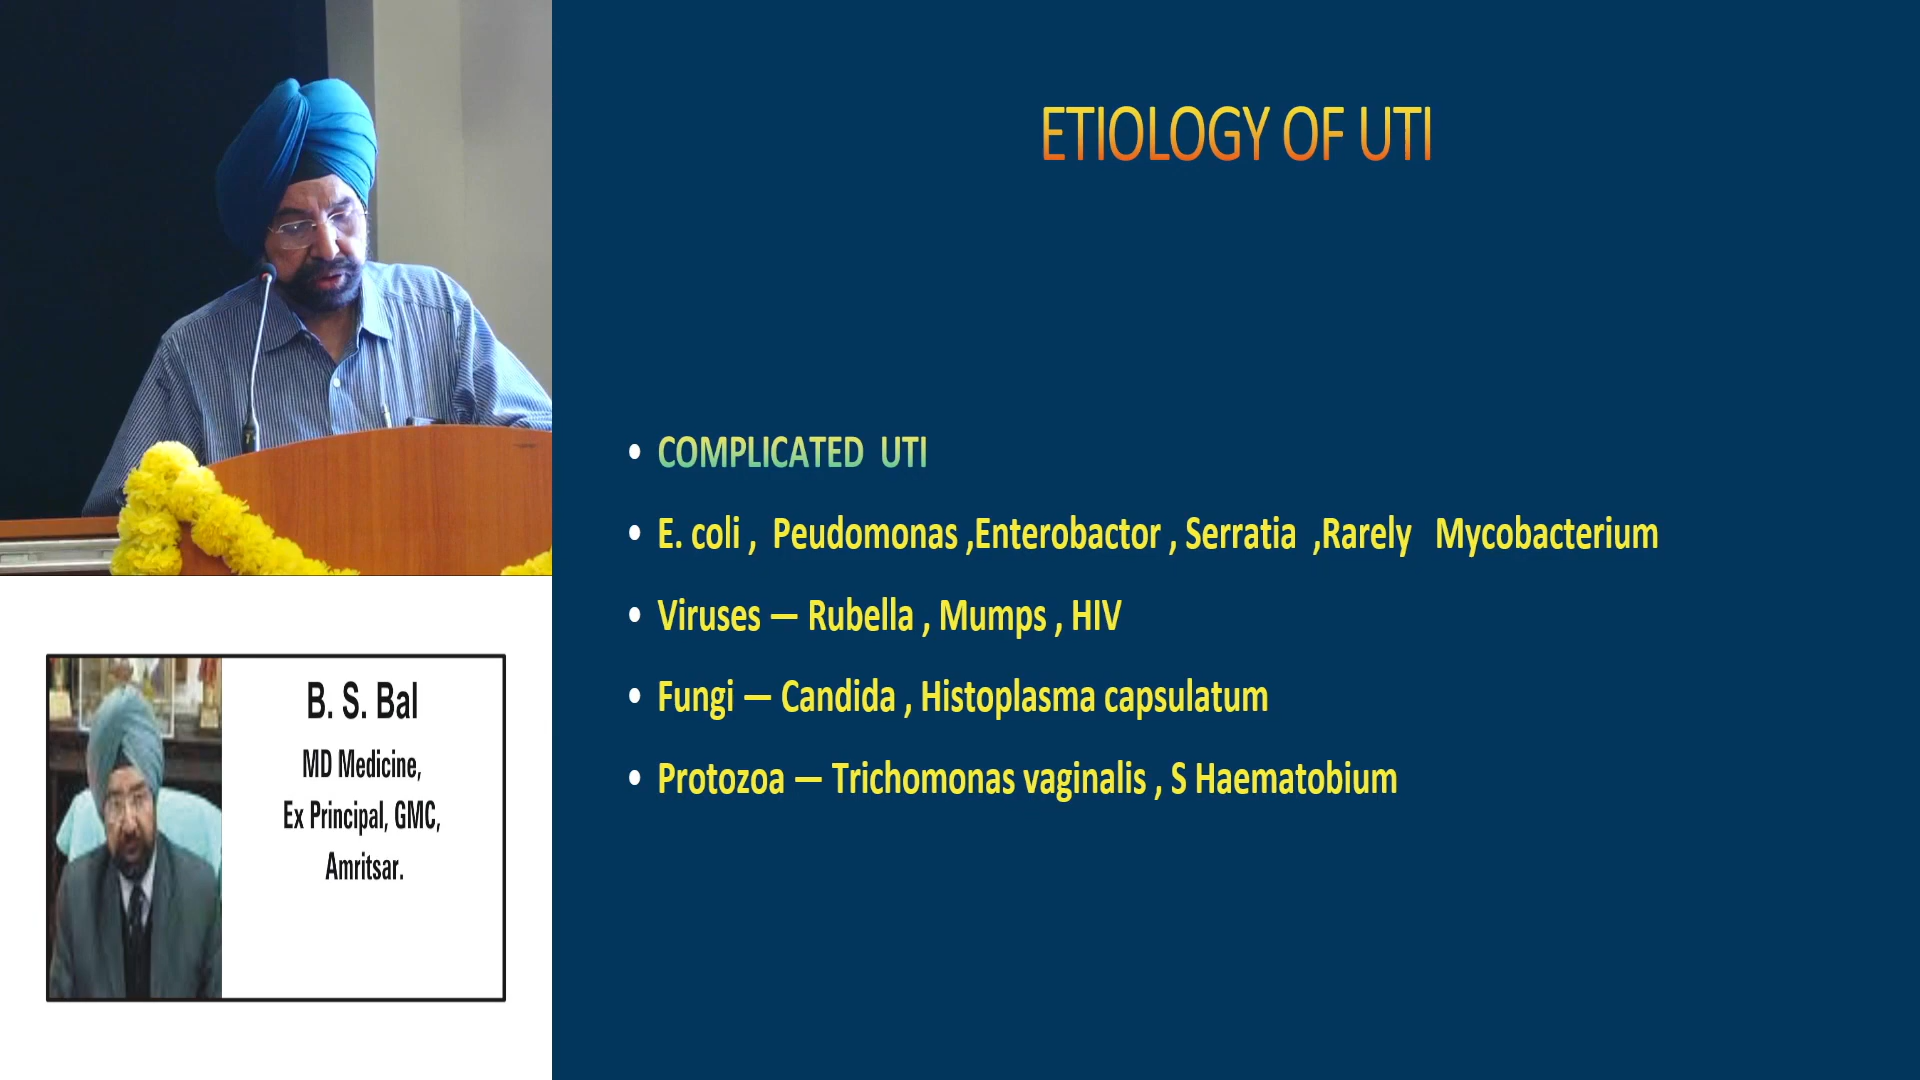 ETIOLOGY OF UTI
• COMPLICATED UTI
• E. coli , Peudomonas ,Enterobactor , Serratia ,Rarely Mycobacterium
• Viruses — Rubella , Mumps , HIV
• Fungi — Candida , Histoplasma capsulatum
• Protozoa — Trichomonas vaginalis , S Haematobium
B. S. Bal
MD Medicine,
Ex Principal, GMC,
Amritsar.